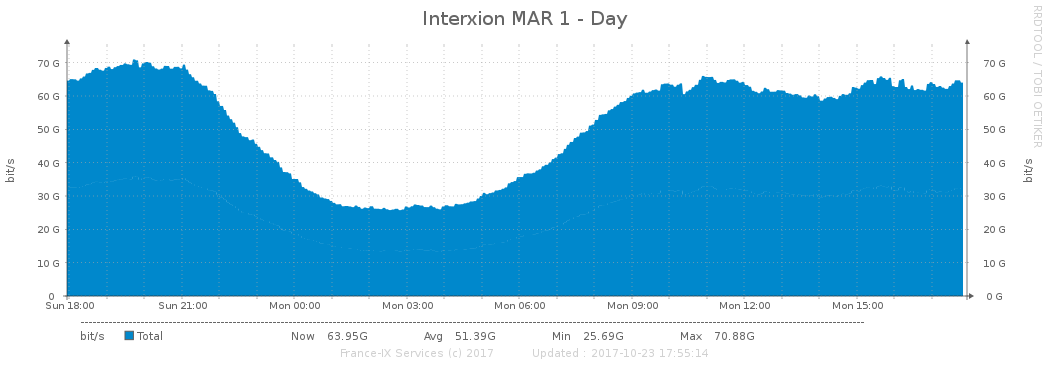 Interxion MAR 1 - Day
RRDTOOL / TOBI OETIKER
bit/s
70 G 70 G
60 G 60 G
50 G 50 G
40 G 40 G
30 G 30 G
20 G 20 G
10 G 10 G
0 0 G
bit/s
Sun 18:00 Sun 21:00 Mon 00:00 Mon 03:00 Mon 06:00 Mon 09:00 Mon 12:00 Mon 15:00
bit/s Total Now 63.95G Avg 51.39G Min 25.69G Max 70.88G
France-IX Services (c) 2017 Updated : 2017-10-23 17:55:14